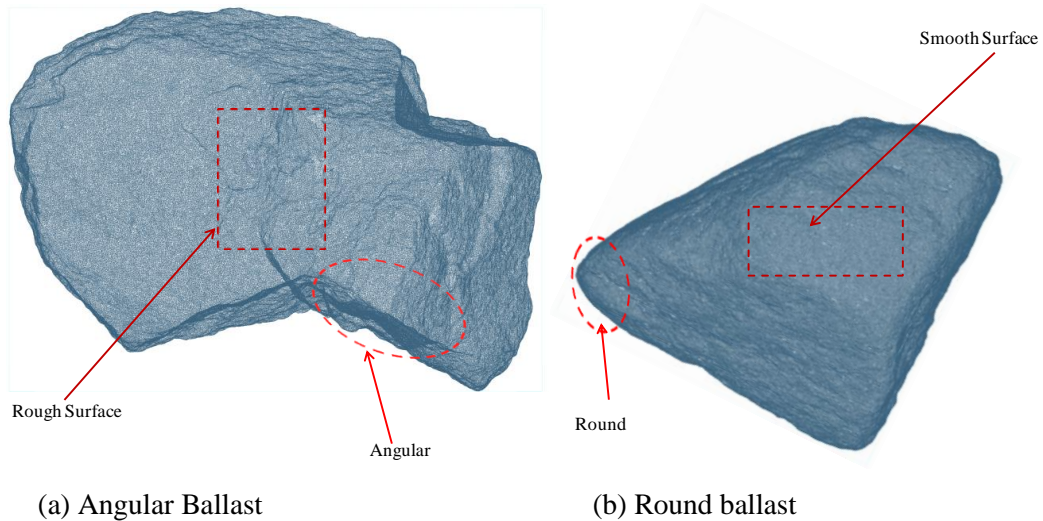 Smooth Surface
Rough Surface
Angular
Round
(a) Angular Ballast
(b) Round ballast